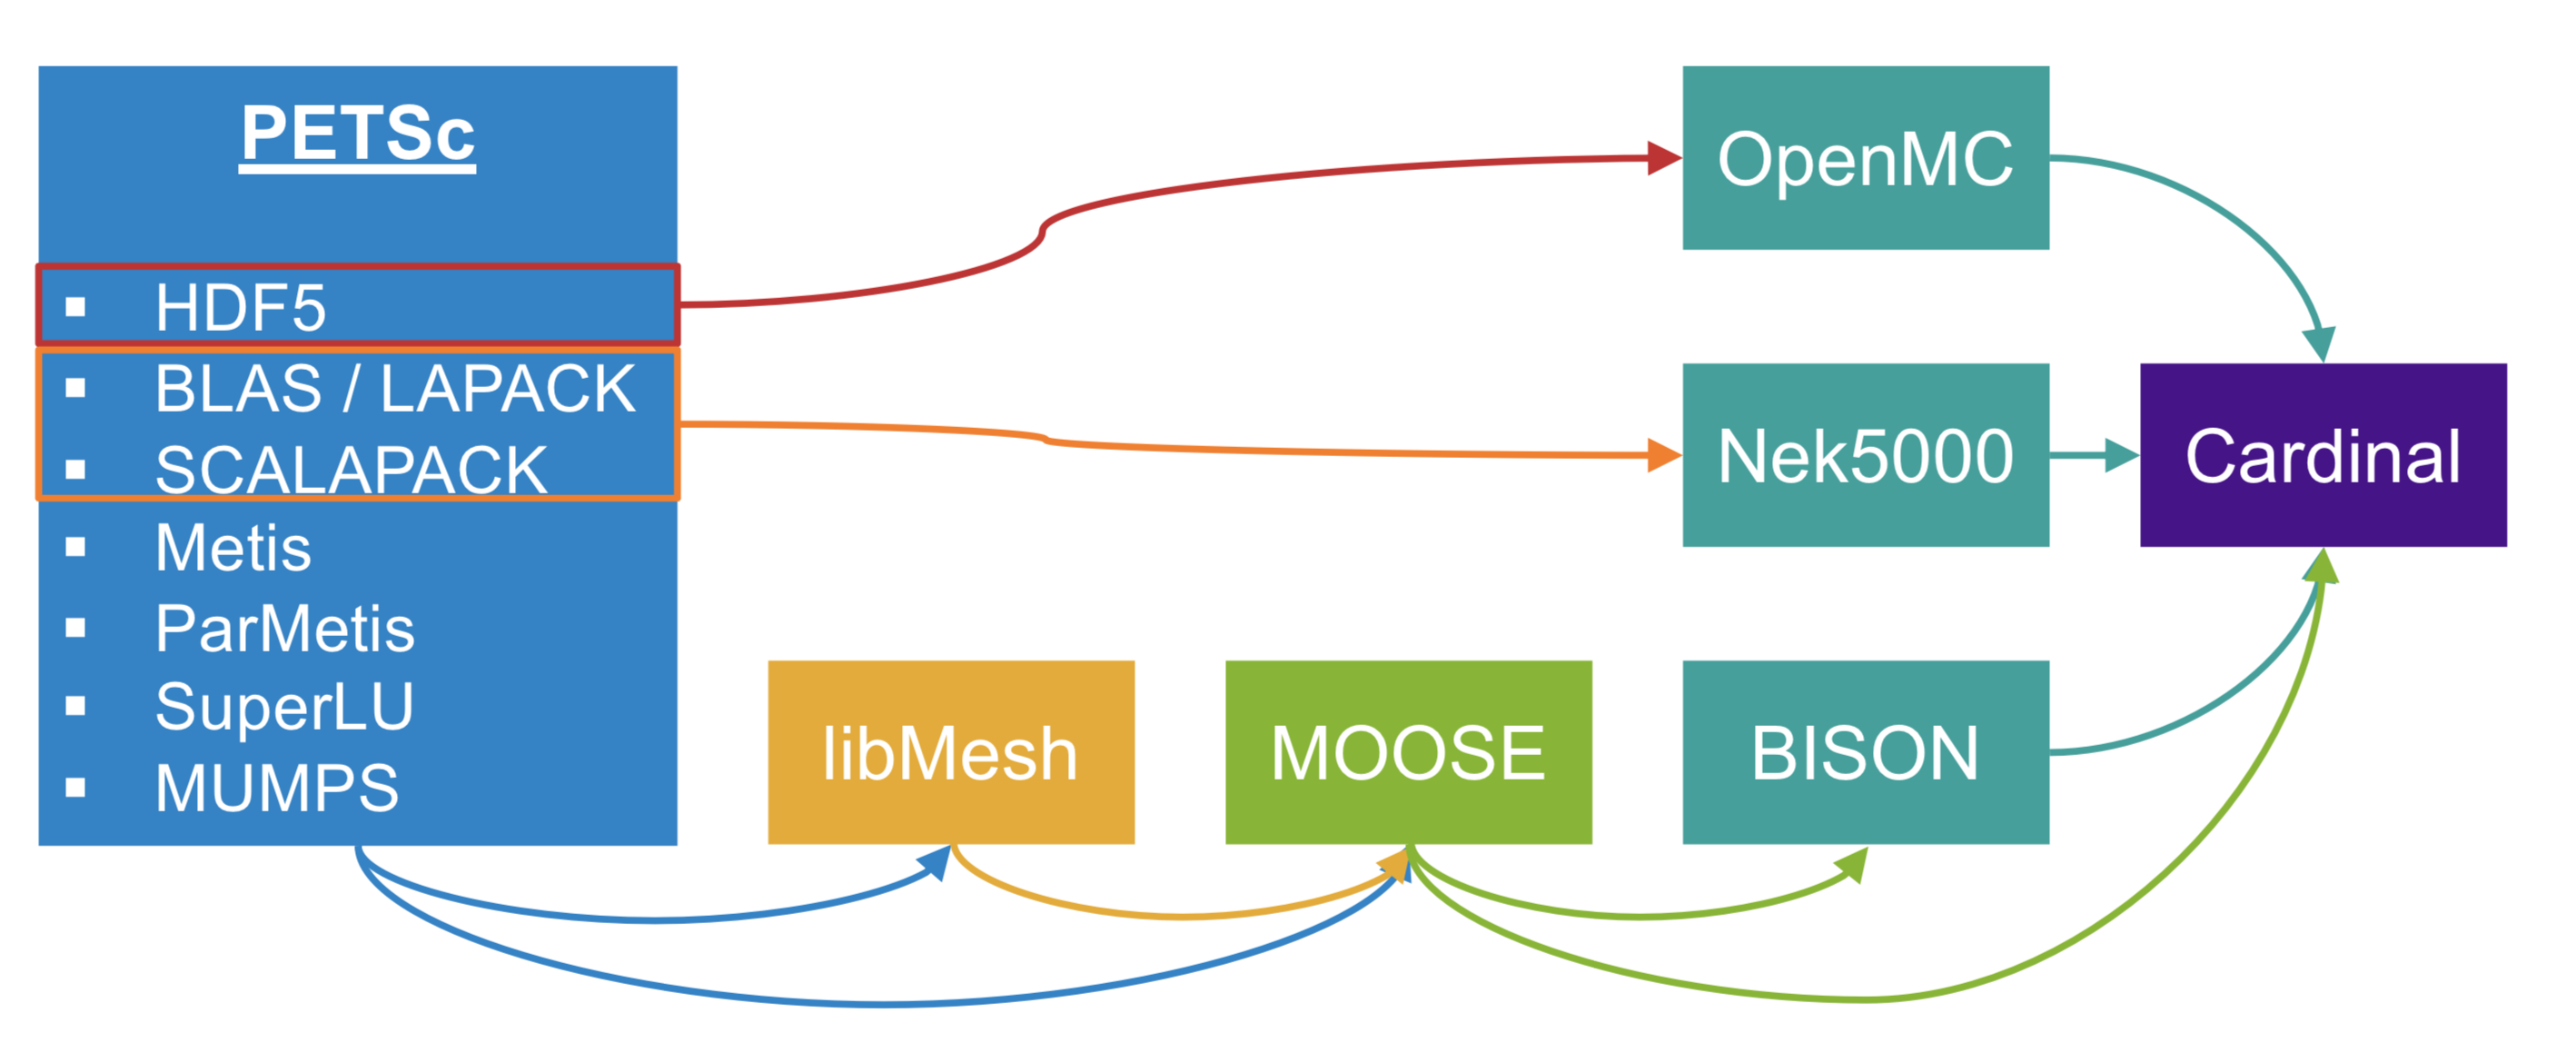 PETSc
HDF5
BLAS / LAPACK
SCALAPACK
Metis
ParMetis
SuperLU
MUMPS
libMesh
MOOSE
OpenMC
Nek5000
BISON
Cardinal